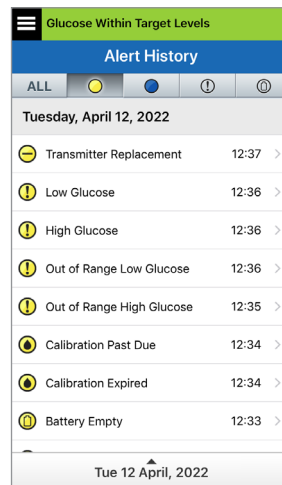 Glucose Within Target Levels
Alert History
ALL
Tuesday, April 12, 2022
Transmitter Replacement 12:37
Low Glucose 12:36
High Glucose 12:36
Out of Range Low Glucose 12:36
Out of Range High Glucose 12:35
Calibration Past Due 12:34
Calibration Expired 12:34
Battery Empty 12:33
Tue 12 April, 2022